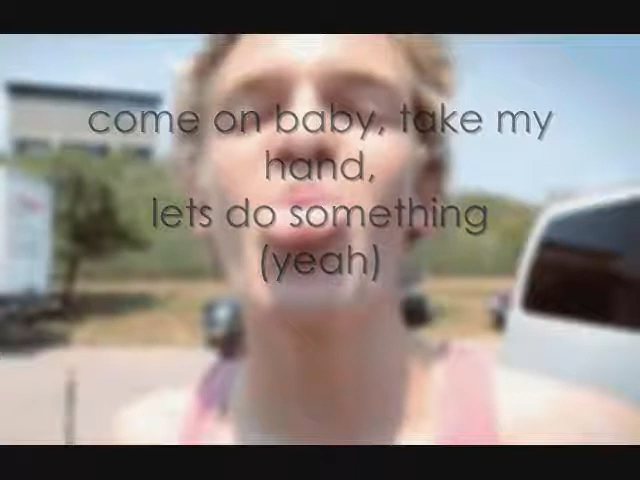 come on baby, take my
hand,
lets do something
(yeah)